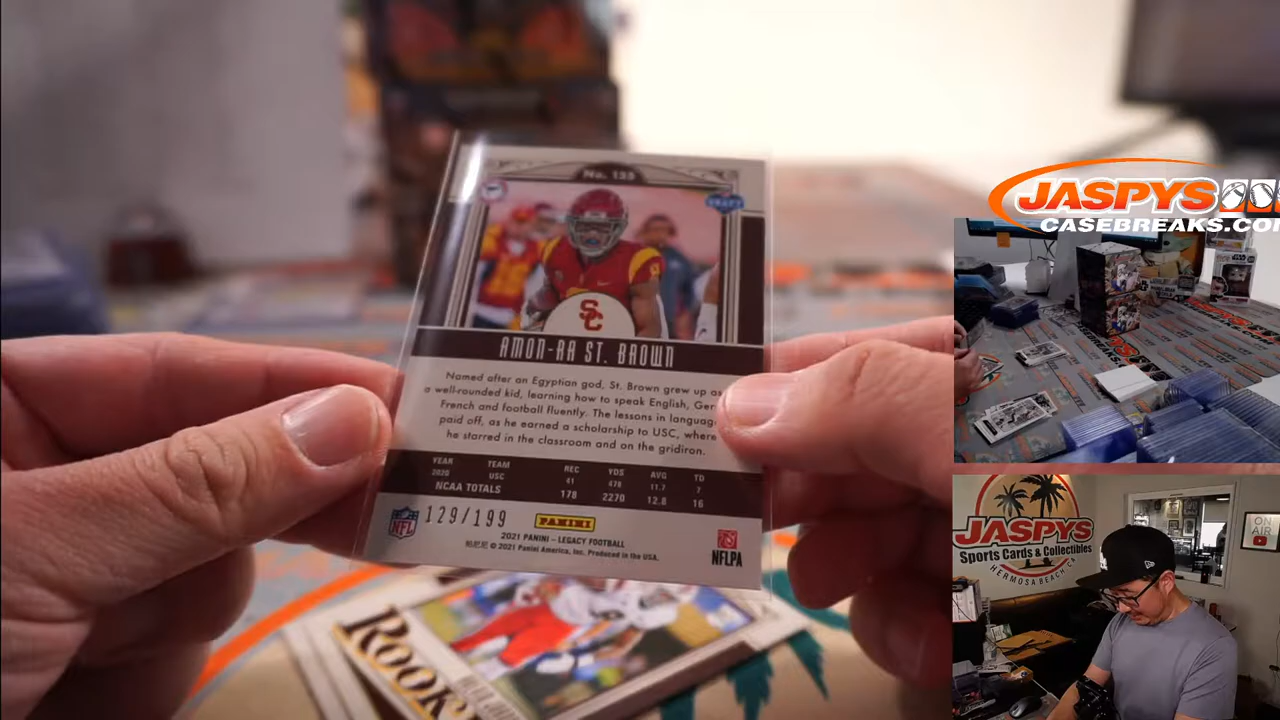 No. 155
DRAFT
SC
AMON-RA ST. BROWN
Named after an Egyptian god, St. Brown grew up as
a well-rounded kid, learning how to speak English, Ger
French and football fluently. The lessons in language
paid off, as he earned a scholarship to USC, where
he starred in the classroom and on the gridiron.
YEAR TEAM REC YDS AVG TD
2020 USC 41 478 11.7 7
NCAA TOTALS 178 2270 12.8 16
NFL
129/199
PANINI
2021 PANINI – LEGACY FOOTBALL
© 2021 Panini America, Inc. Produced in the USA.
NFLPA
ROOK
JASPYS
CASEBREAKS.CO
JASPYS
Sports Cards & Collectibles
HERMOSA BEACH, CA
ON
AIR